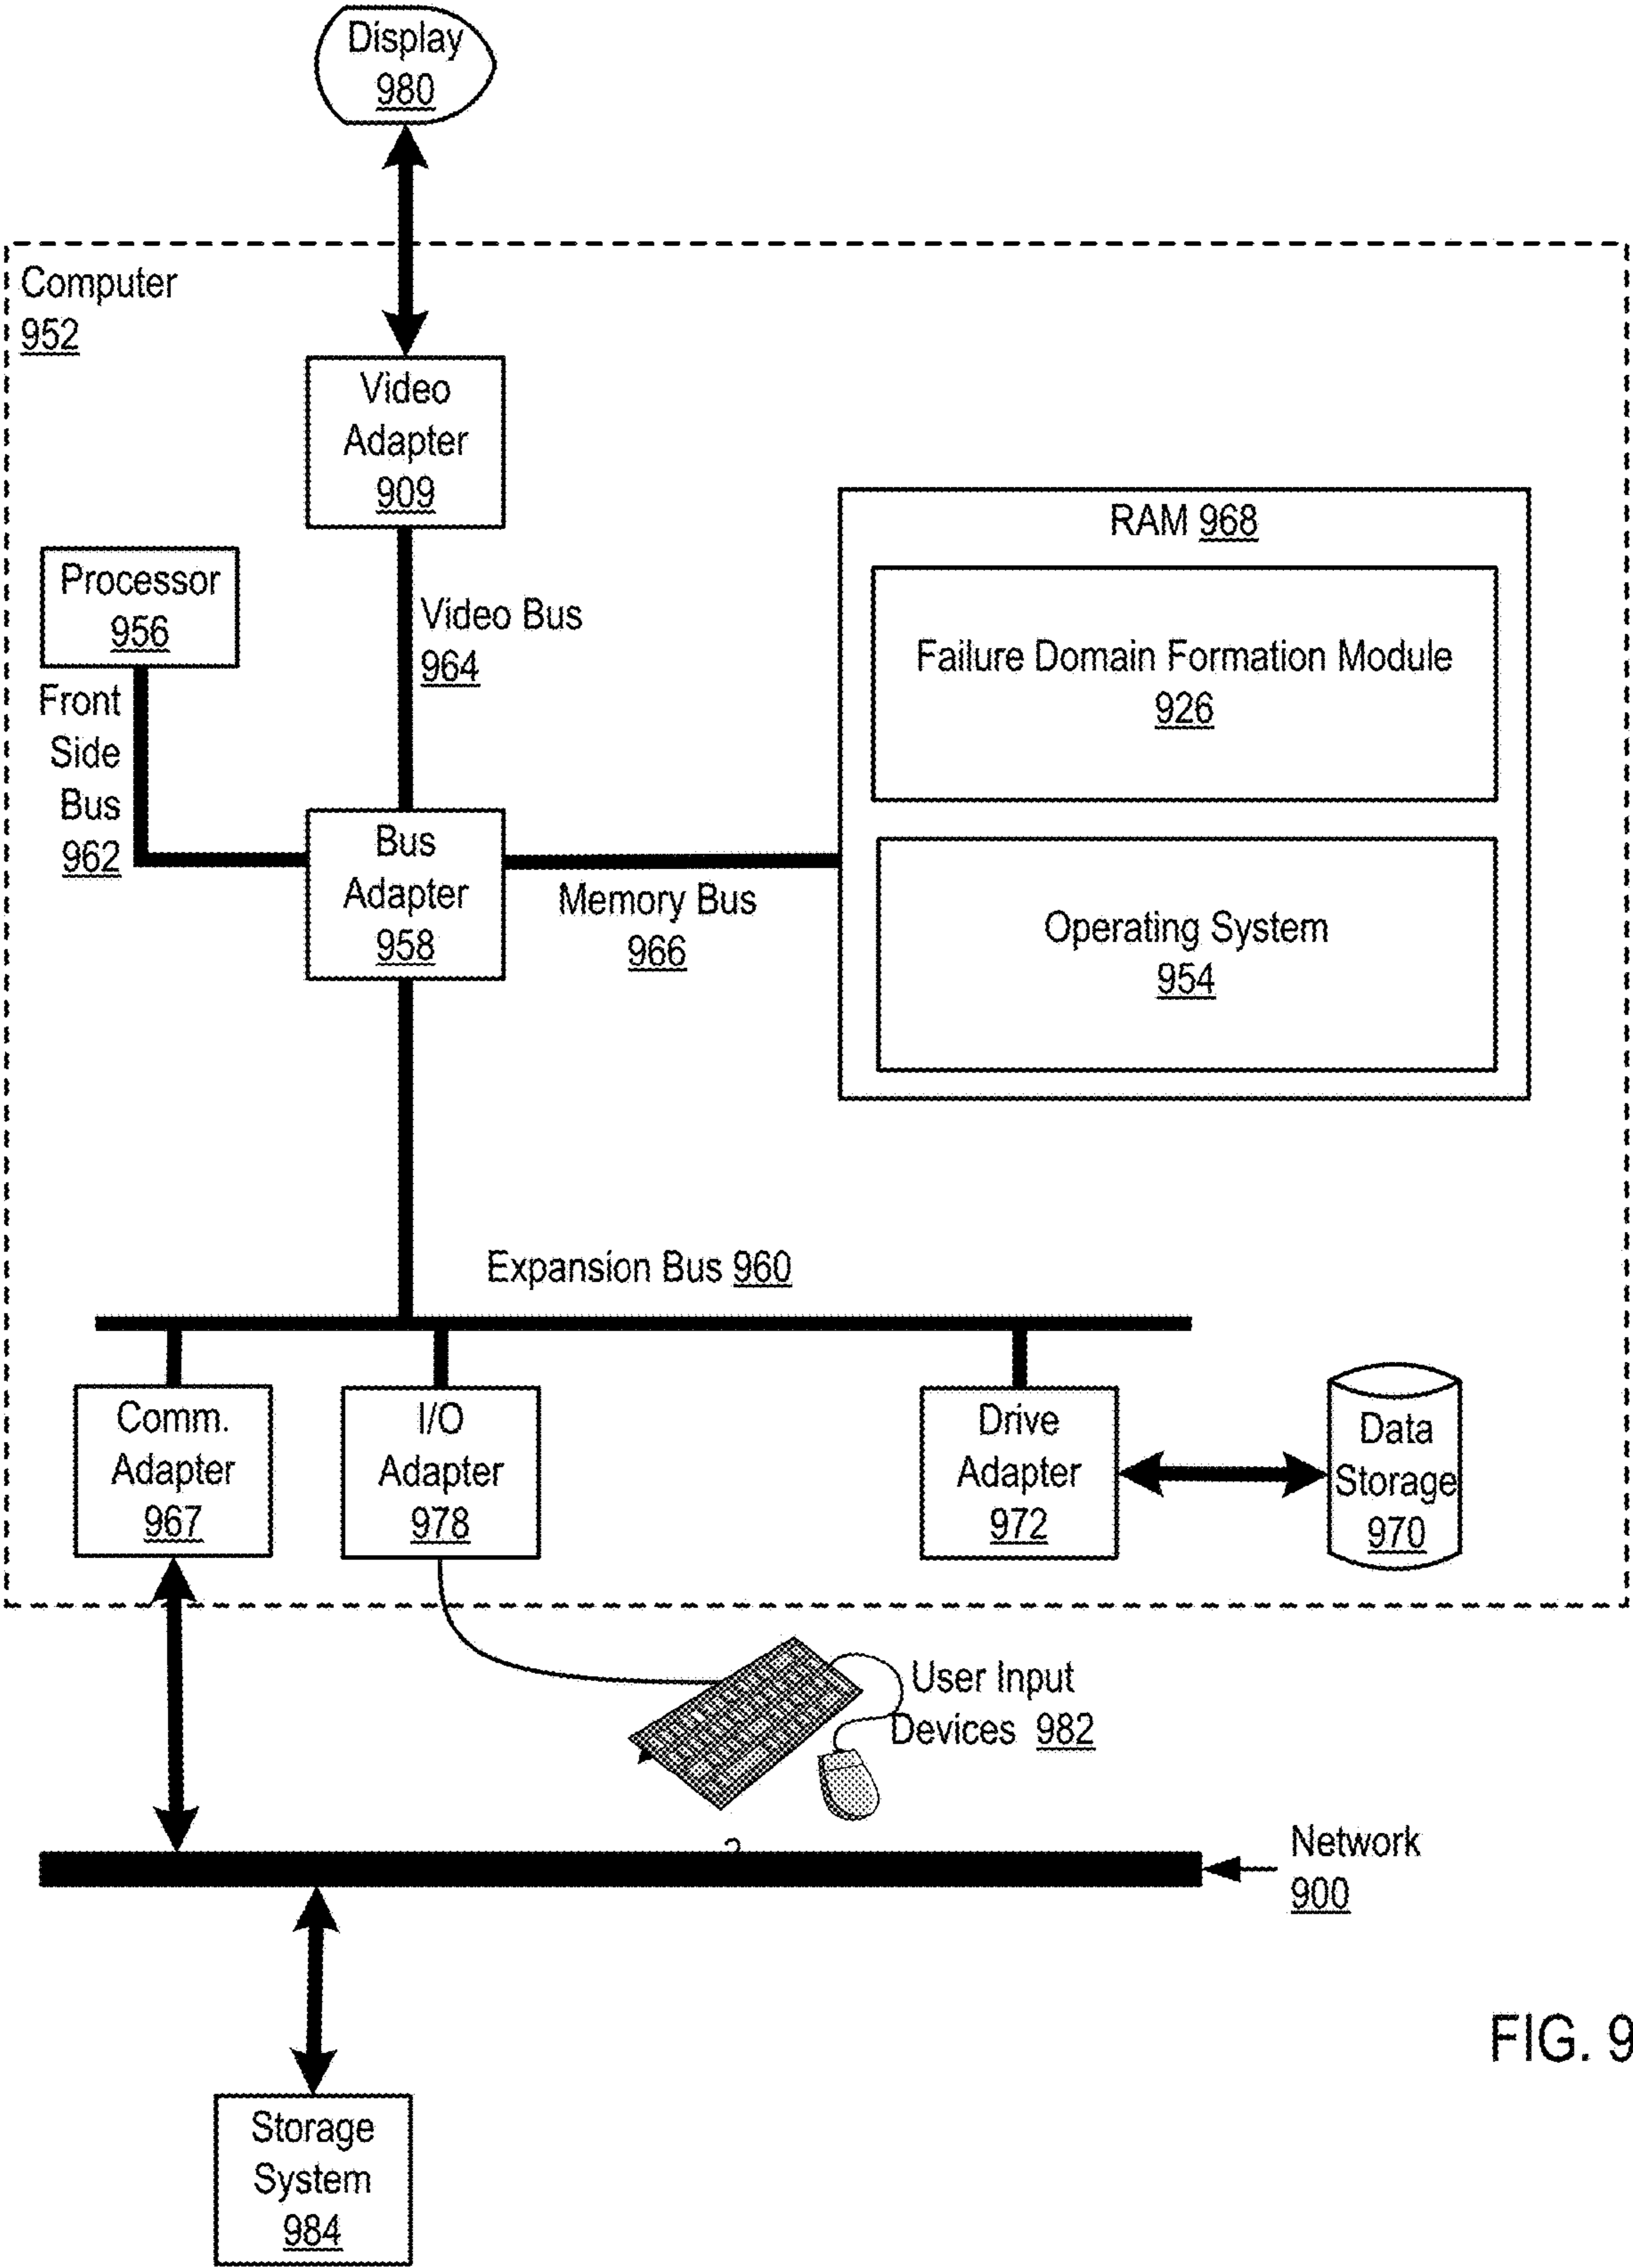 Display
980
Computer
952
Video
Adapter
909
RAM 968
Processor
956
Failure Domain Formation Module
926
Video Bus
964
Front
Side
Bus
962
Bus
Adapter
958
Memory Bus
966
Operating System
954
Expansion Bus 960
Comm.
Adapter
967
I/O
Adapter
978
Drive
Adapter
972
Data
Storage
970
User Input
Devices 982
Network
900
FIG. 9
Storage
System
984